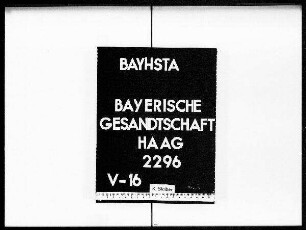 BAYHSTA
BAYERISCHE
GESANDTSCHAFT
HAAG
2296
V-16